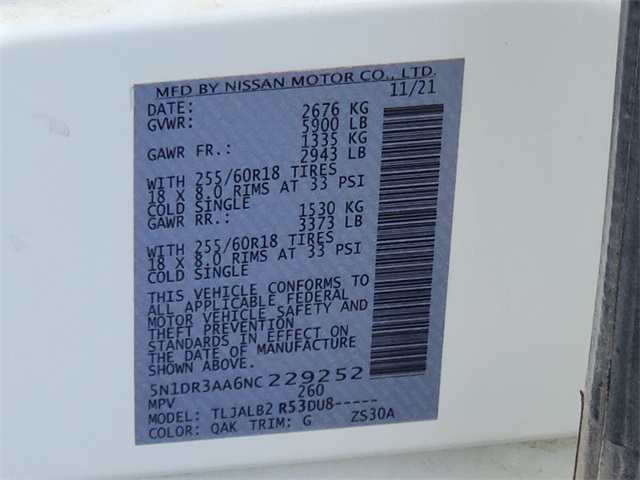 MFD BY NISSAN MOTOR CO., LTD.
DATE: 11/21
GVWR: 2676 KG
5900 LB
GAWR FR.: 1335 KG
2943 LB
WITH 255/60R18 TIRES
18 X 8.0 RIMS AT 33 PSI
COLD SINGLE
GAWR RR.: 1530 KG
3373 LB
WITH 255/60R18 TIRES
18 X 8.0 RIMS AT 33 PSI
COLD SINGLE
THIS VEHICLE CONFORMS TO
ALL APPLICABLE FEDERAL
MOTOR VEHICLE SAFETY AND
THEFT PREVENTION
STANDARDS IN EFFECT ON
THE DATE OF MANUFACTURE
SHOWN ABOVE.
5N1DR3AA6NC229252
MPV 260
MODEL: TLJALB2 R53DU8-----
COLOR: QAK TRIM: G ZS30A